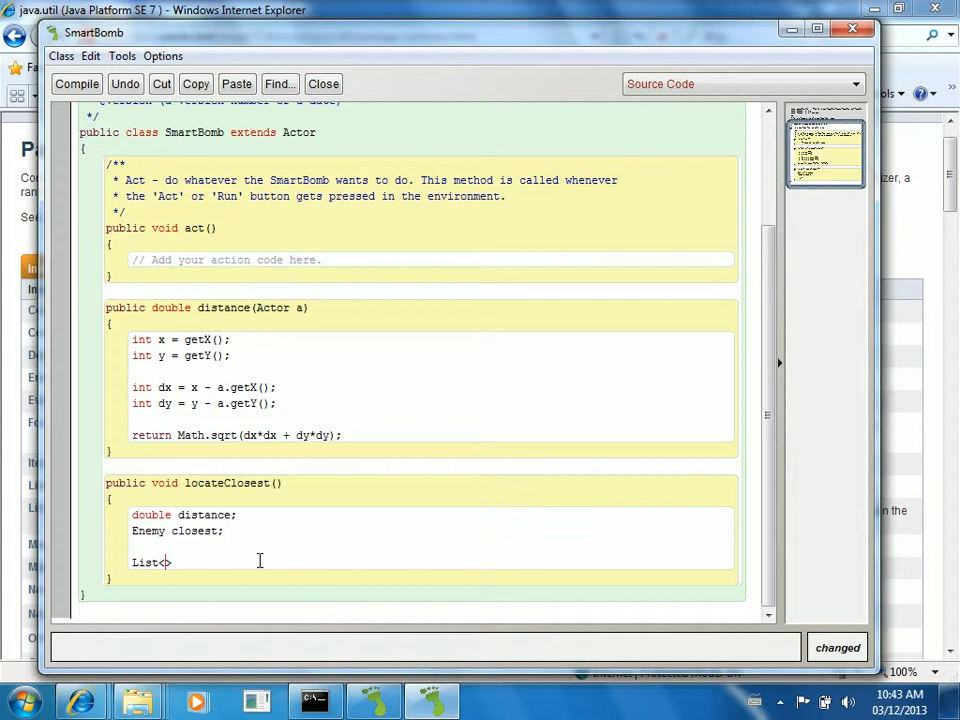 java.util (Java Platform SE 7 ) - Windows Internet Explorer
SmartBomb
Class Edit Tools Options
Compile Undo Cut Copy Paste Find... Close Source Code
*/
public class SmartBomb extends Actor
{
/**
* Act - do whatever the SmartBomb wants to do. This method is called whenever
* the 'Act' or 'Run' button gets pressed in the environment.
*/
public void act()
{
// Add your action code here.
}
public double distance(Actor a)
{
int x = getX();
int y = getY();
int dx = x - a.getX();
int dy = y - a.getY();
return Math.sqrt(dx*dx + dy*dy);
}
public void locateClosest()
{
double distance;
Enemy closest;
List<>
}
}
changed
100%
10:43 AM
03/12/2013